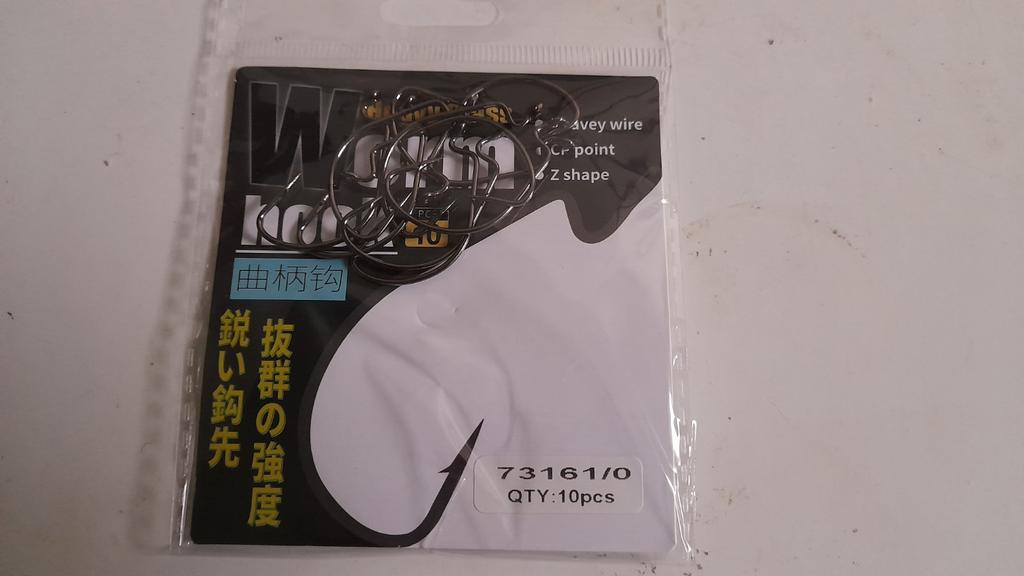 Worm
hook
PCS
10
avey wire
point
Z shape
曲柄钩
抜群の強度
鋭い鈎先
73161/0
QTY:10pcs